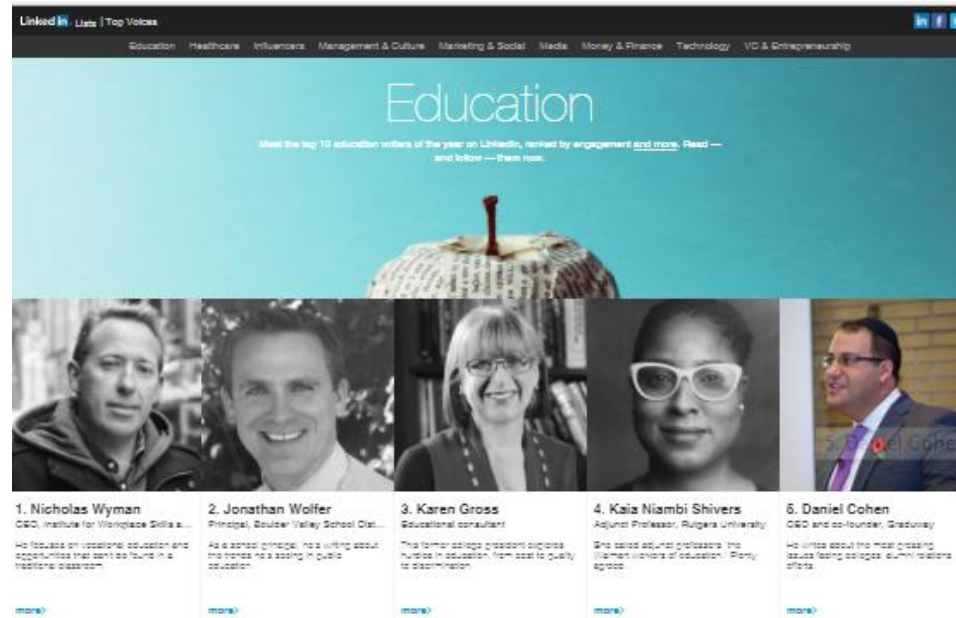 Linked in. Lists | Top Voices
Education Healthcare Influencers Management & Culture Marketing & Social Media Money & Finance Technology VC & Entrepreneurship
Education
Meet the top 10 education writers of the year on LinkedIn, ranked by engagement and more. Read —
and follow — them now.
5. Daniel Cohe
1. Nicholas Wyman
CEO, Institute for Workplace Skills a...
He focuses on vocational education and
opportunities that can't be found in a
traditional classroom.
more>
2. Jonathan Wolfer
Principal, Boulder Valley School Dist...
As a school principal, he's writing about
the trends he's seeing in public
education.
more>
3. Karen Gross
Educational consultant
This former college president explores
hurdles in education, from cost to quality
to discrimination.
more>
4. Kaia Niambi Shivers
Adjunct Professor, Rutgers University
She called adjunct professors 'the
Walmart workers of education.' Plenty
agreed.
more>
5. Daniel Cohen
CEO and co-founder, Graduway
He writes about the most pressing
issues facing colleges' alumni relations
efforts.
more>